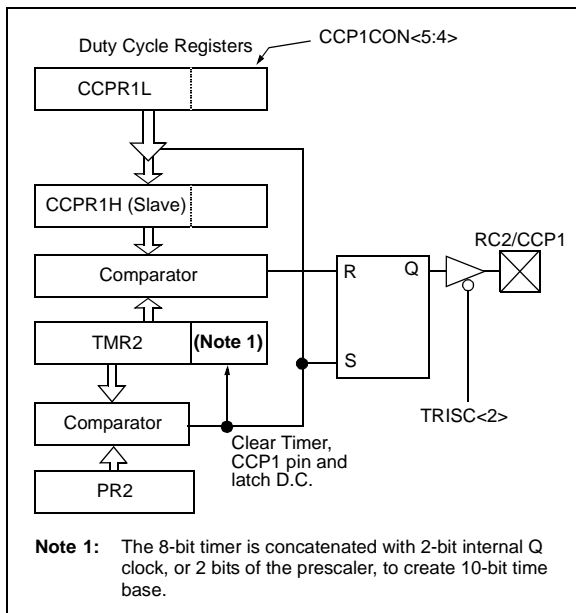 Duty Cycle Registers
CCP1CON<5:4>
CCPR1L
CCPR1H (Slave)
RC2/CCP1
Comparator
R
Q
TMR2
(Note 1)
S
TRISC<2>
Comparator
Clear Timer,
CCP1 pin and
latch D.C.
PR2
Note 1: The 8-bit timer is concatenated with 2-bit internal Q
clock, or 2 bits of the prescaler, to create 10-bit time
base.